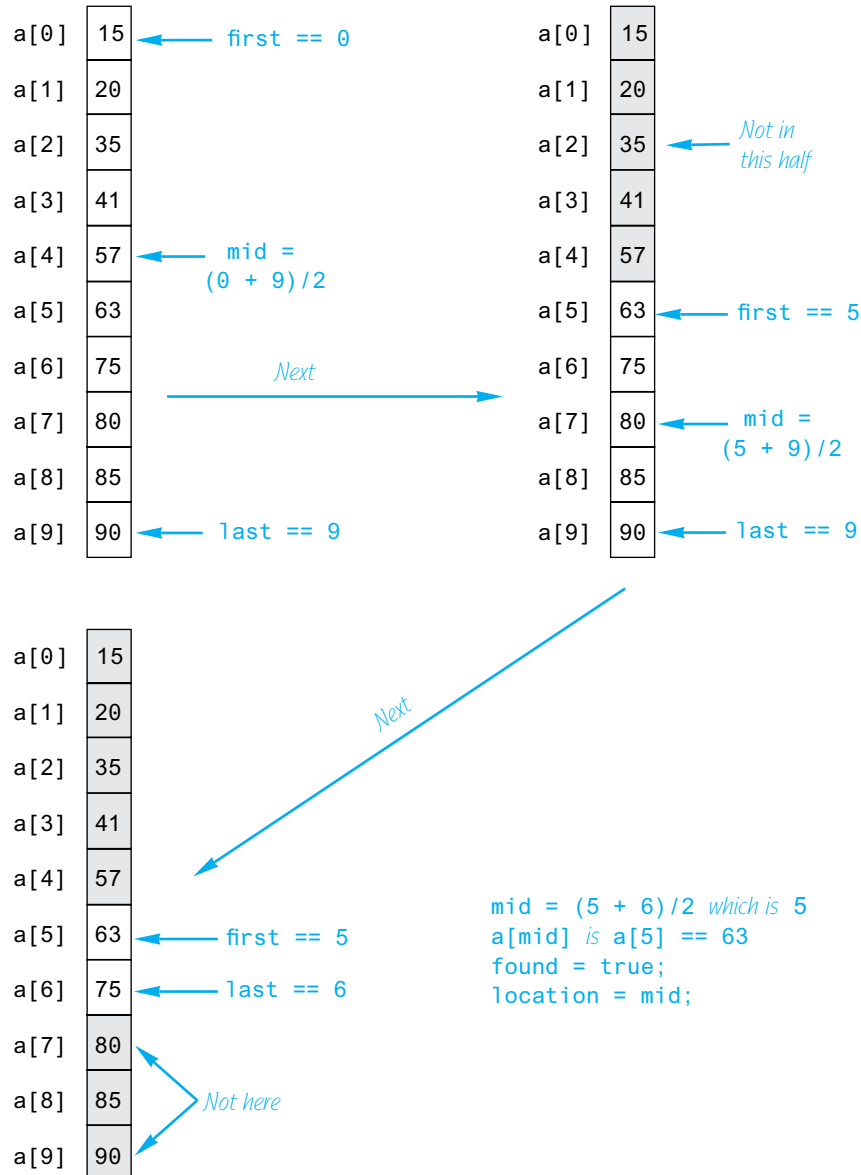 a[0] 15 first == 0
a[1] 20
a[2] 35
a[3] 41
a[4] 57 mid =
(0 + 9)/2
a[5] 63
a[6] 75
a[7] 80
a[8] 85
a[9] 90 last == 9
Next
a[0] 15
a[1] 20
a[2] 35 Not in
this half
a[3] 41
a[4] 57
a[5] 63 first == 5
a[6] 75
a[7] 80 mid =
(5 + 9)/2
a[8] 85
a[9] 90 last == 9
Next
a[0] 15
a[1] 20
a[2] 35
a[3] 41
a[4] 57
a[5] 63 first == 5
a[6] 75 last == 6
a[7] 80
a[8] 85 Not here
a[9] 90
mid = (5 + 6)/2 which is 5
a[mid] is a[5] == 63
found = true;
location = mid;